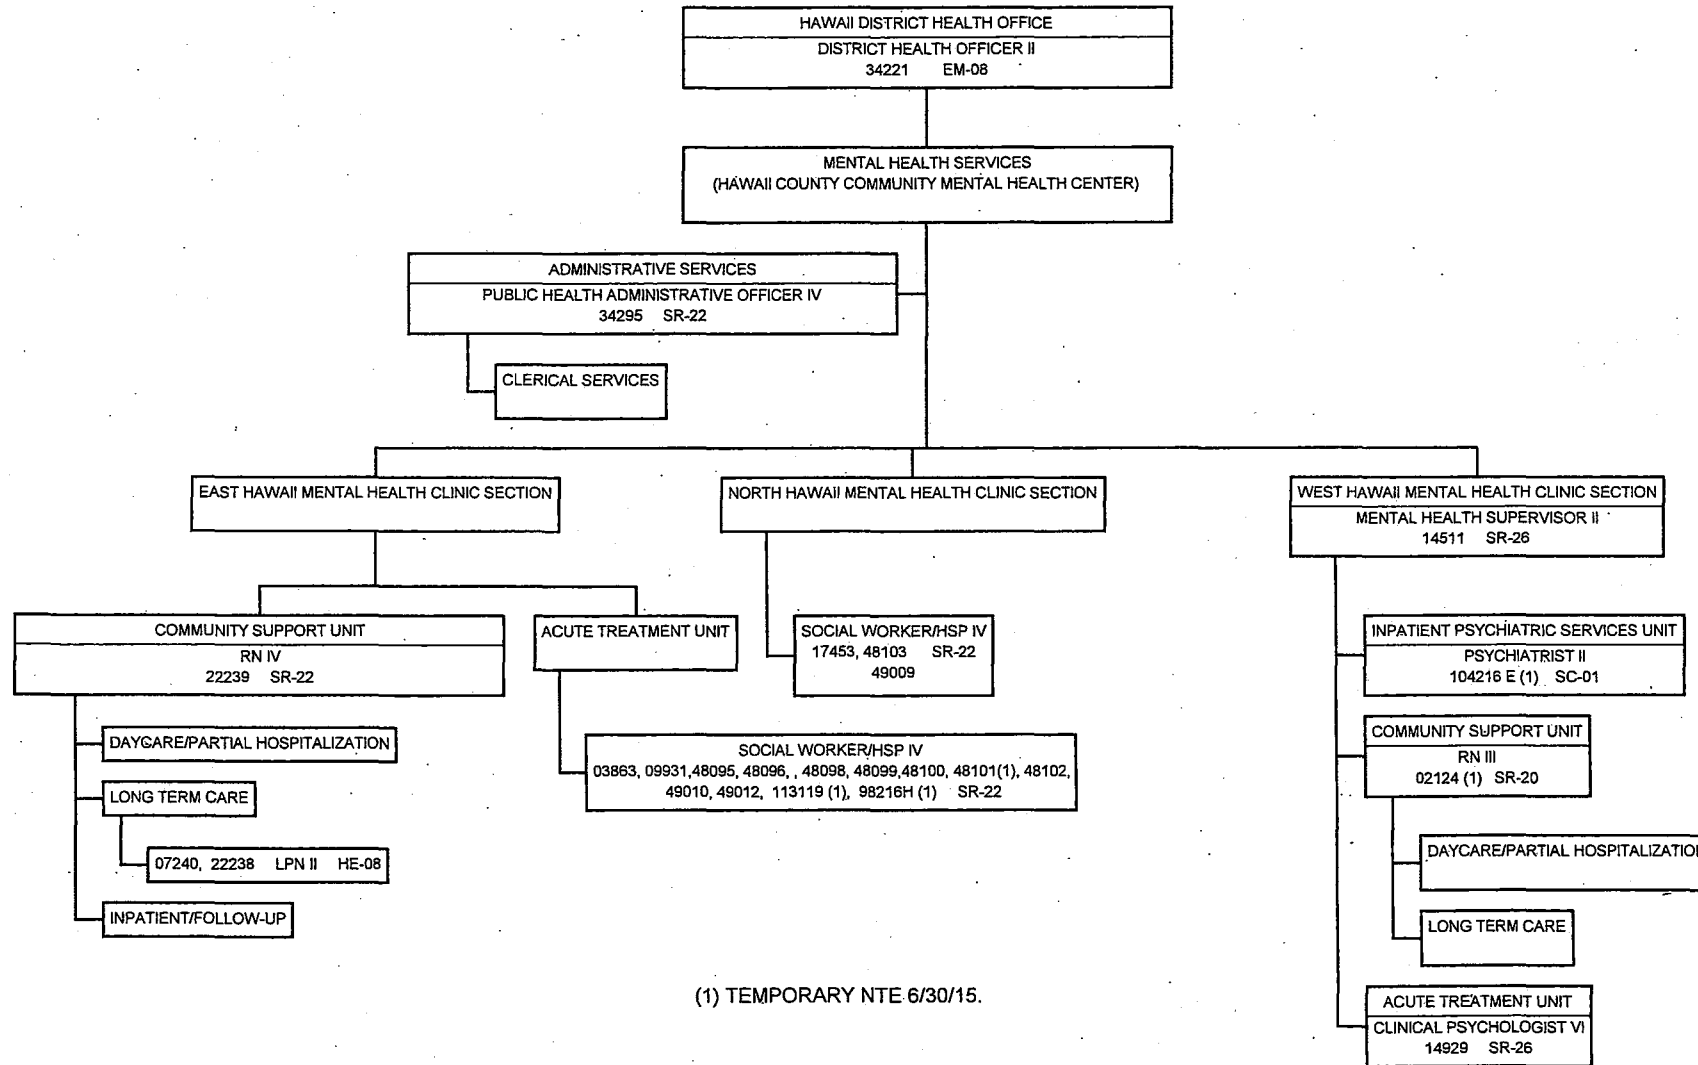 HAWAII DISTRICT HEALTH OFFICE
DISTRICT HEALTH OFFICER II
34221 EM-08
MENTAL HEALTH SERVICES
(HAWAII COUNTY COMMUNITY MENTAL HEALTH CENTER)
ADMINISTRATIVE SERVICES
PUBLIC HEALTH ADMINISTRATIVE OFFICER IV
34295 SR-22
CLERICAL SERVICES
EAST HAWAII MENTAL HEALTH CLINIC SECTION
COMMUNITY SUPPORT UNIT
RN IV
22239 SR-22
DAYCARE/PARTIAL HOSPITALIZATION
LONG TERM CARE
07240, 22238 LPN II HE-08
INPATIENT/FOLLOW-UP
ACUTE TREATMENT UNIT
SOCIAL WORKER/HSP IV
03863, 09931,48095, 48096, , 48098, 48099,48100, 48101(1), 48102,
49010, 49012, 113119 (1), 98216H (1) SR-22
NORTH HAWAII MENTAL HEALTH CLINIC SECTION
SOCIAL WORKER/HSP IV
17453, 48103 SR-22
49009
WEST HAWAII MENTAL HEALTH CLINIC SECTION
MENTAL HEALTH SUPERVISOR II
14511 SR-26
INPATIENT PSYCHIATRIC SERVICES UNIT
PSYCHIATRIST II
104216 E (1) SC-01
COMMUNITY SUPPORT UNIT
RN III
02124 (1) SR-20
DAYCARE/PARTIAL HOSPITALIZATION
LONG TERM CARE
ACUTE TREATMENT UNIT
CLINICAL PSYCHOLOGIST VI
14929 SR-26
(1) TEMPORARY NTE 6/30/15.